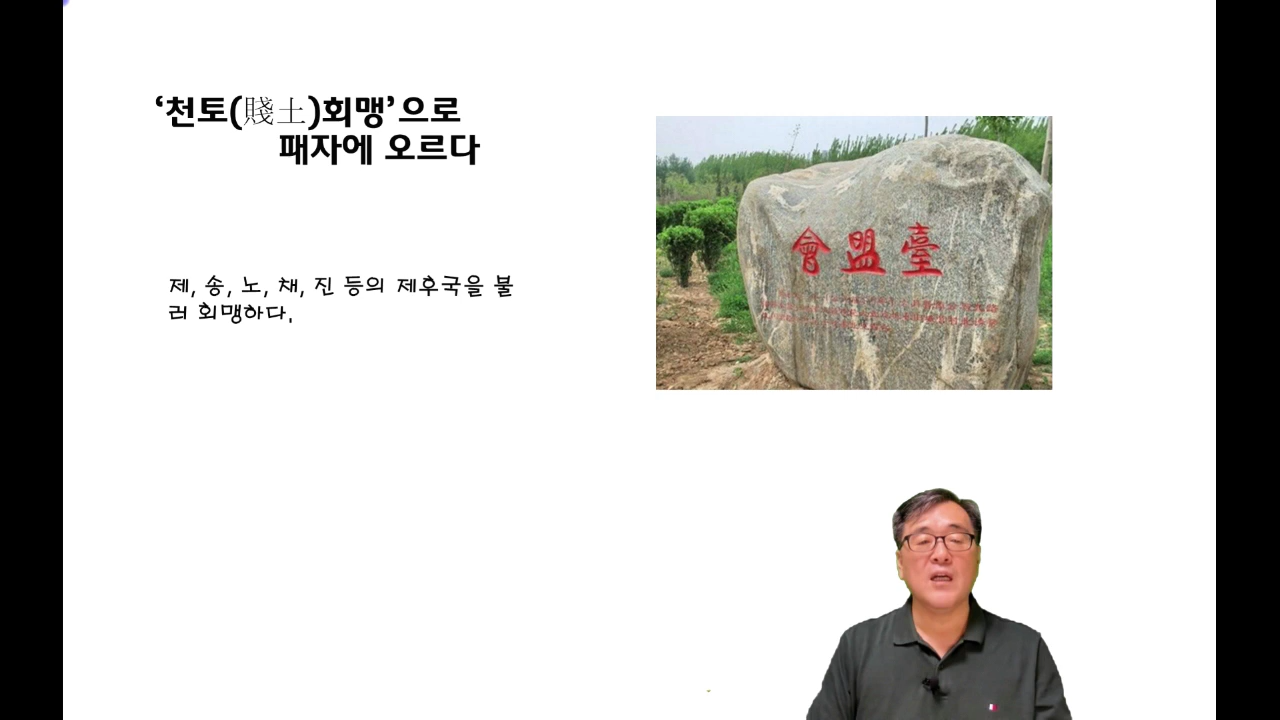 ‘천토(賤土)회맹’으로
패자에 오르다
제, 송, 노, 채, 진 등의 제후국을 불
러 회맹하다.
會盟臺